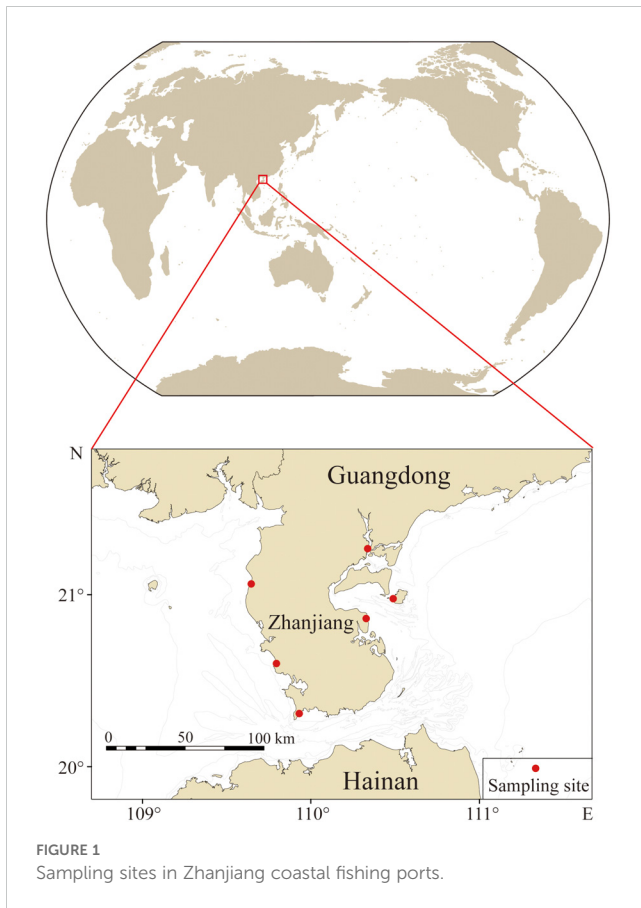 N
Guangdong
21°
Zhanjiang
0 50 100 km
20°
Hainan
Sampling site
109° 110° 111° E
FIGURE 1
Sampling sites in Zhanjiang coastal fishing ports.